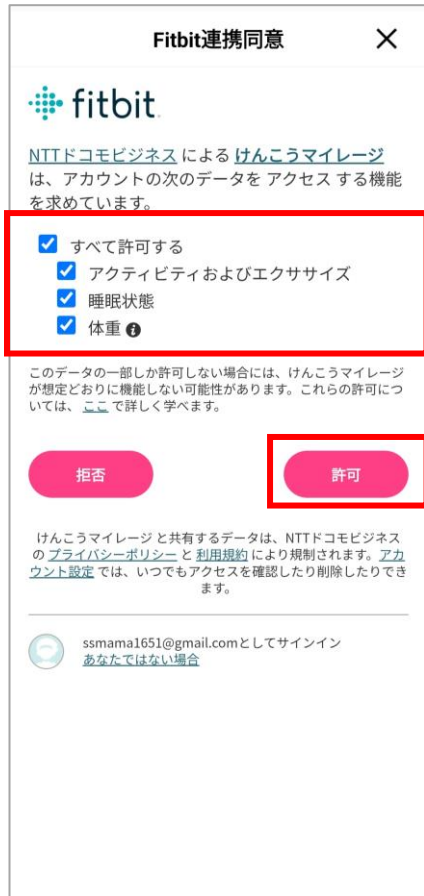 Fitbit連携同意
fitbit.
NTTドコモビジネス による けんこうマイレージ
は、アカウントの次のデータを アクセス する機能
を求めています。
すべて許可する
アクティビティおよびエクササイズ
睡眠状態
体重
このデータの一部しか許可しない場合には、けんこうマイレージ
が想定どおりに機能しない可能性があります。これらの許可につ
いては、 ここ で詳しく学べます。
拒否
許可
けんこうマイレージ と共有するデータは、NTTドコモビジネス
の プライバシーポリシー と 利用規約 により規制されます。アカ
ウント設定 では、いつでもアクセスを確認したり削除したりでき
ます。
ssmama1651@gmail.comとしてサインイン
あなたではない場合